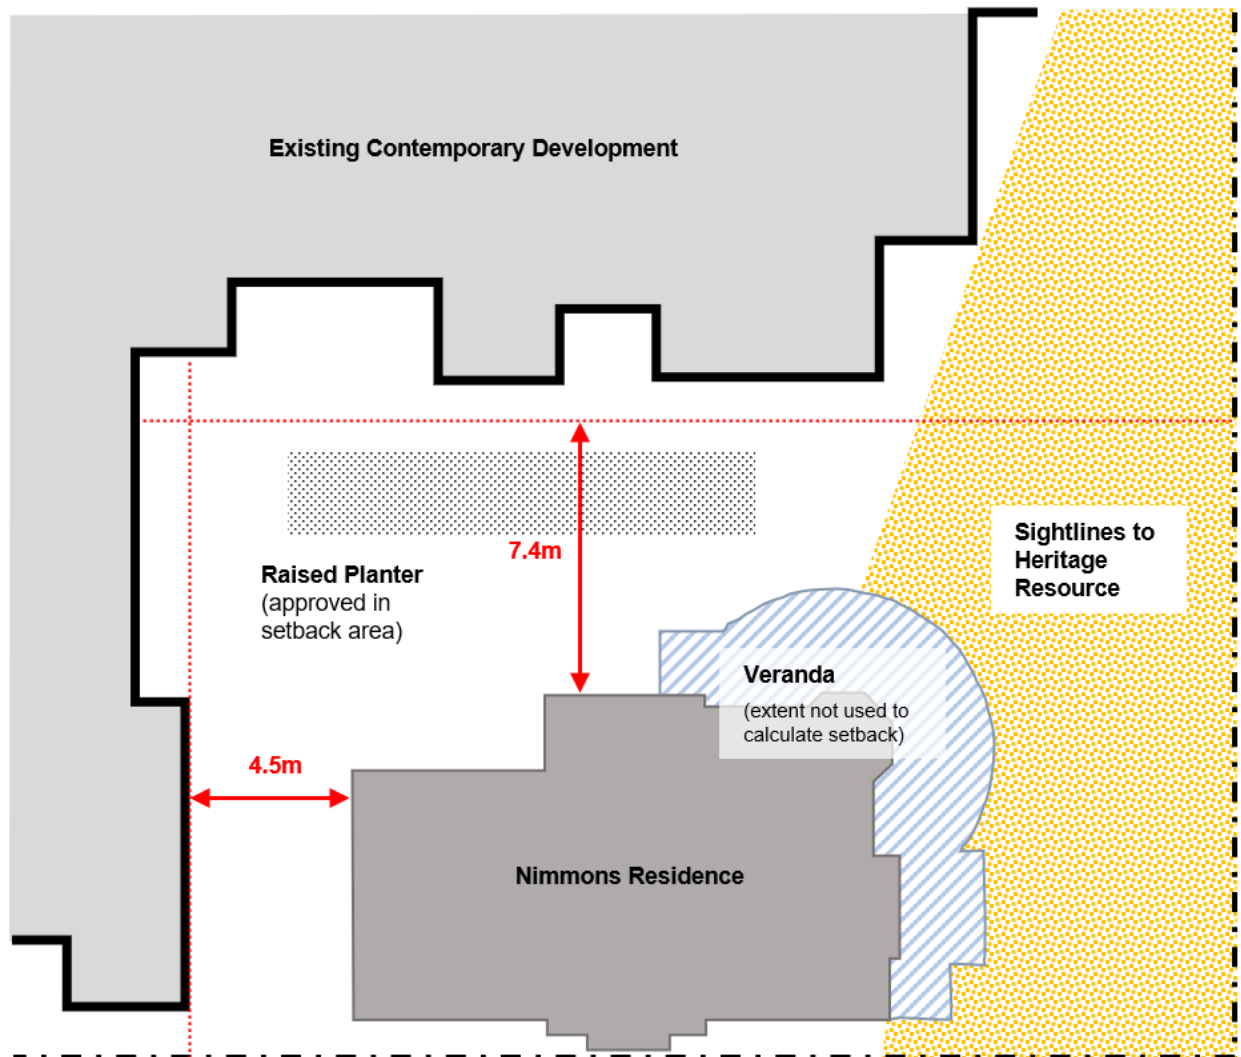 Existing Contemporary Development
7.4m
Sightlines to
Heritage
Resource
Raised Planter
(approved in
setback area)
Veranda
(extent not used to
calculate setback)
4.5m
Nimmons Residence